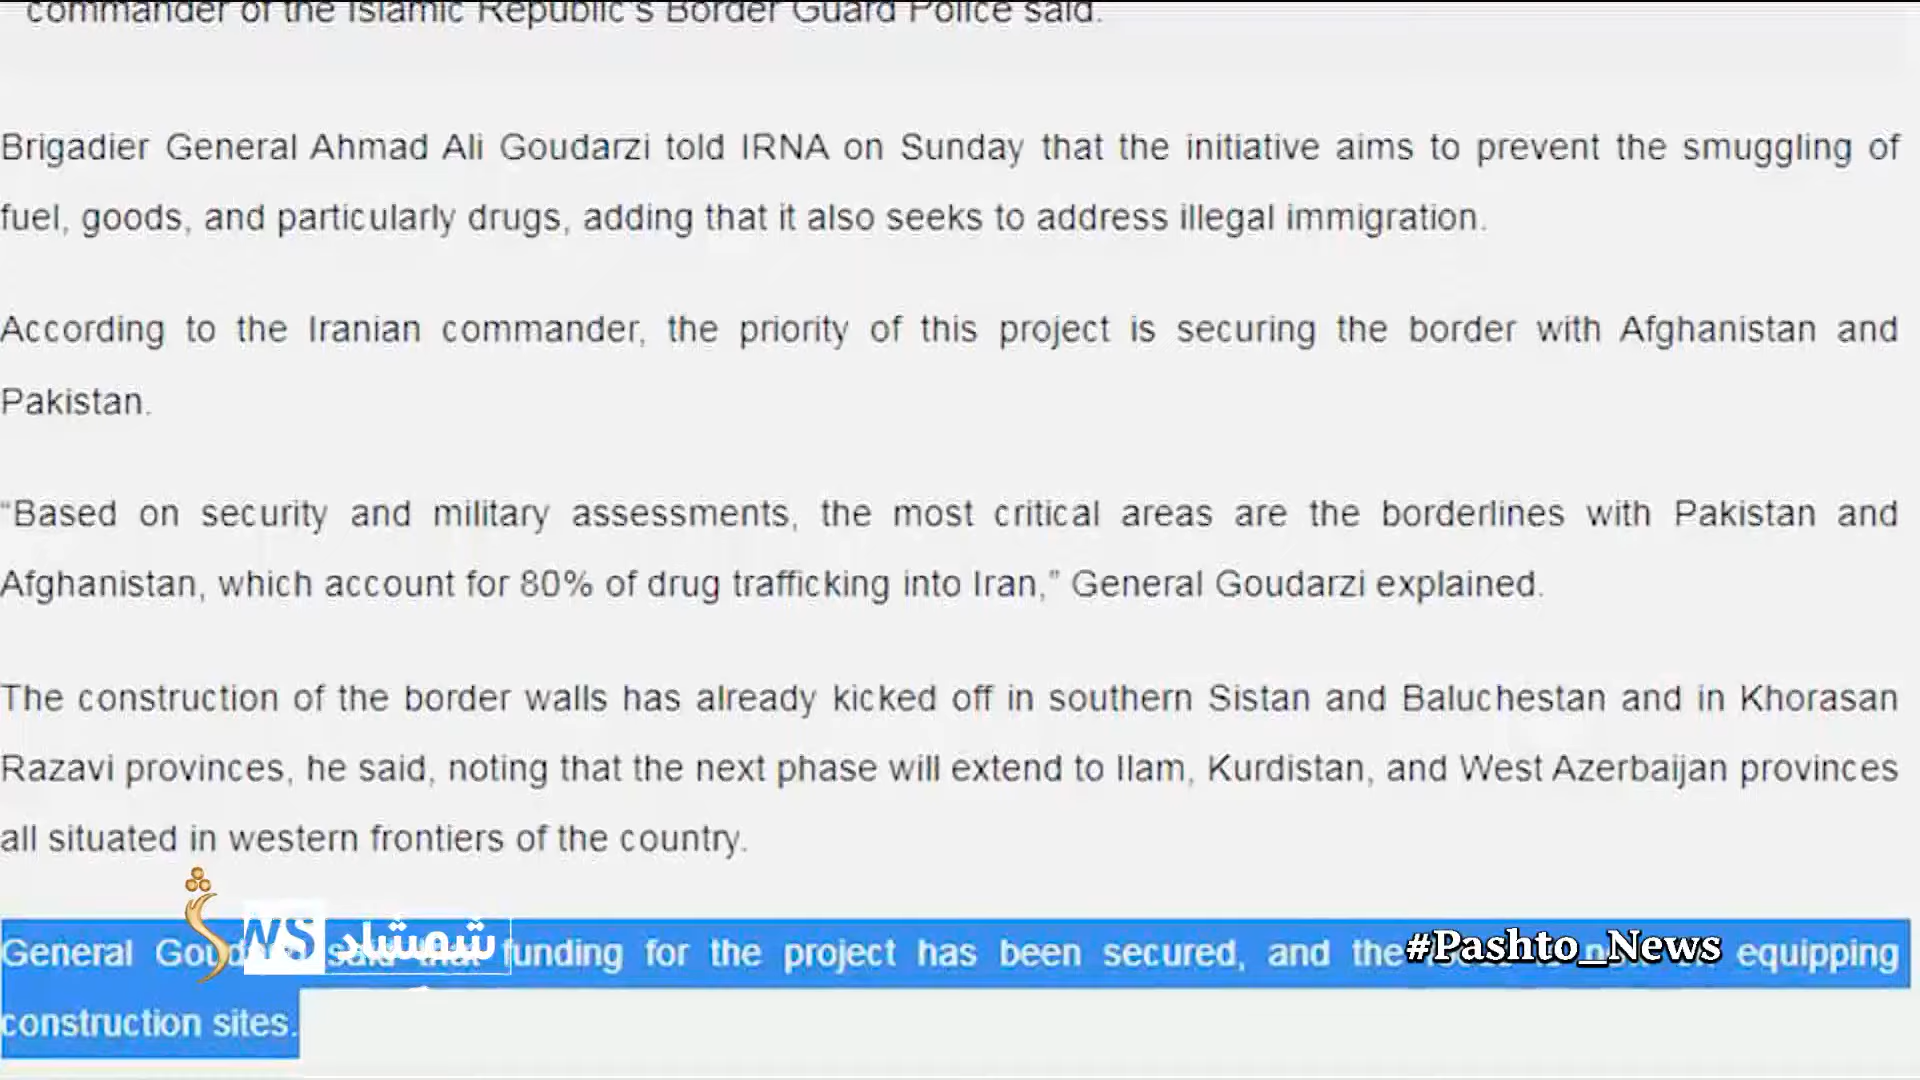 commander of the Islamic Republic's Border Guard Police said.
Brigadier General Ahmad Ali Goudarzi told IRNA on Sunday that the initiative aims to prevent the smuggling of
fuel, goods, and particularly drugs, adding that it also seeks to address illegal immigration.
According to the Iranian commander, the priority of this project is securing the border with Afghanistan and
Pakistan.
“Based on security and military assessments, the most critical areas are the borderlines with Pakistan and
Afghanistan, which account for 80% of drug trafficking into Iran,” General Goudarzi explained.
The construction of the border walls has already kicked off in southern Sistan and Baluchestan and in Khorasan
Razavi provinces, he said, noting that the next phase will extend to Ilam, Kurdistan, and West Azerbaijan provinces
all situated in western frontiers of the country.
General said that funding for the project has been secured, and the equipping
construction sites.
WS شمشاد
#Pashto_News